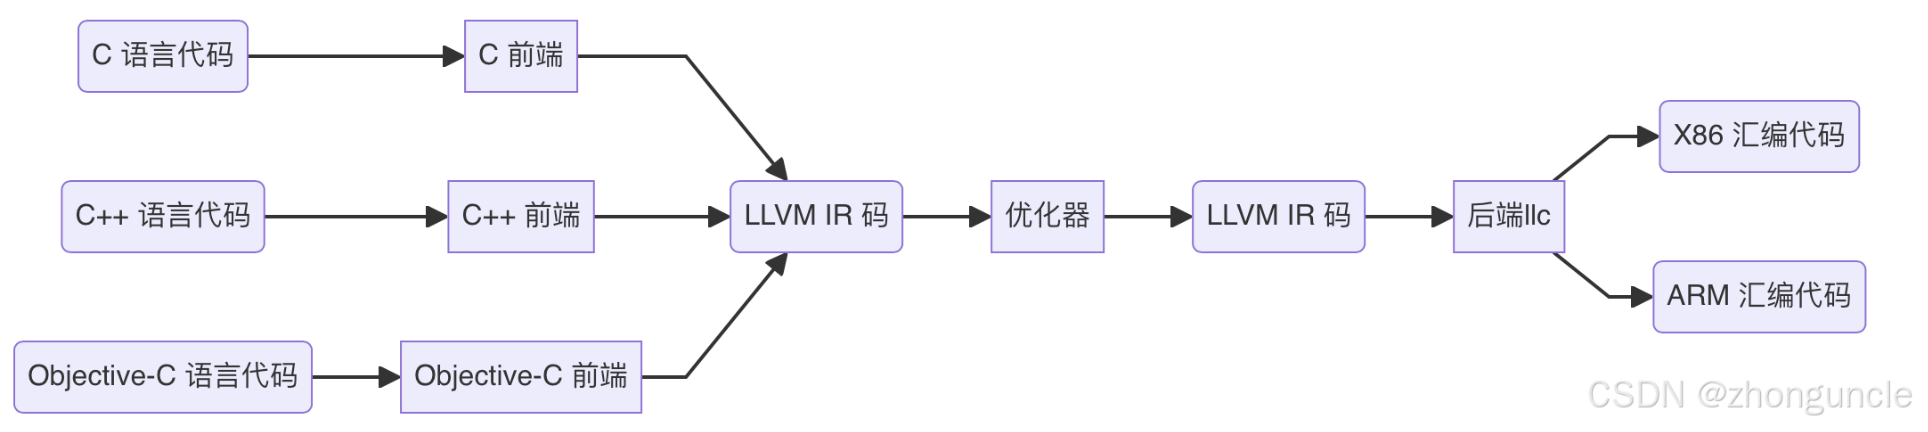 C 语言代码
C 前端
C++ 语言代码
C++ 前端
Objective-C 语言代码
Objective-C 前端
LLVM IR 码
优化器
LLVM IR 码
后端llc
X86 汇编代码
ARM 汇编代码
CSDN @zhonguncle